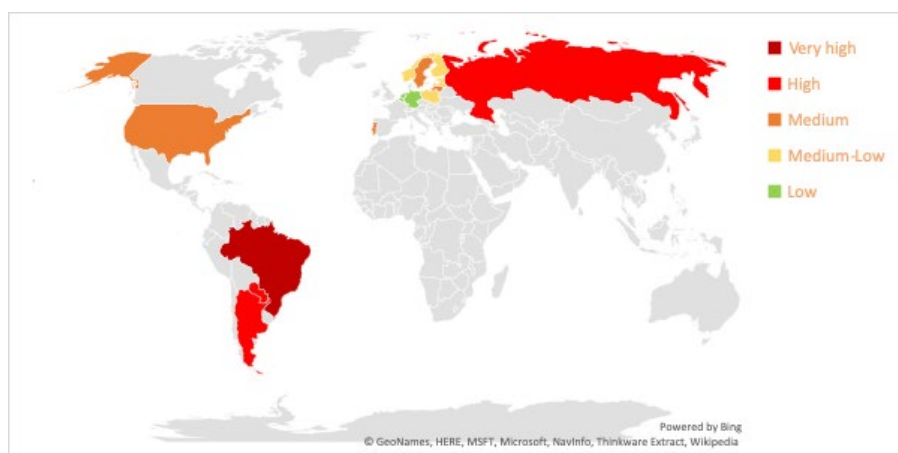 Very high
High
Medium
Medium-Low
Low
Powered by Bing
© GeoNames, HERE, MSFT, Microsoft, NavInfo, Thinkware Extract, Wikipedia